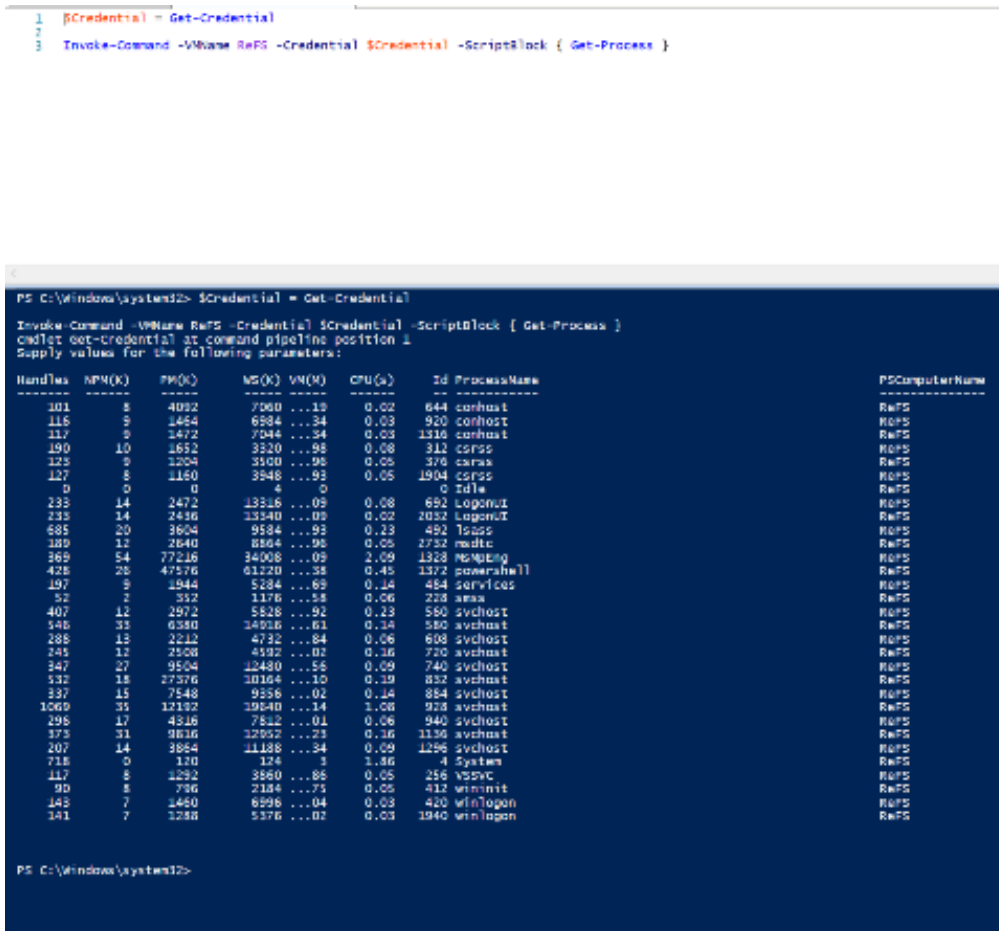 1 $Credential = Get-Credential
2
3 Invoke-Command -VMName ReFS -Credential $Credential -ScriptBlock { Get-Process }
PS C:\Windows\system32> $Credential = Get-Credential
Invoke-Command -VMName ReFS -Credential $Credential -ScriptBlock { Get-Process }
cmdlet Get-Credential at command pipeline position 1
Supply values for the following parameters:
Handles NPM(K) PM(K) WS(K) VM(M) CPU(s) Id ProcessName PSComputerName
------- ------ ----- ----- ----- ------ -- ----------- --------------
101 8 4092 7060 ...19 0.02 644 conhost ReFS
116 9 1464 6984 ...34 0.03 920 conhost ReFS
117 9 1472 7044 ...34 0.03 1316 conhost ReFS
190 10 1652 3320 ...98 0.08 312 csrss ReFS
123 9 1204 3500 ...96 0.05 376 csrss ReFS
127 8 1160 3948 ...93 0.05 1904 csrss ReFS
0 0 0 4 0 0 Idle ReFS
233 14 2472 13316 ...09 0.08 692 LogonUI ReFS
233 14 2436 13340 ...09 0.02 2032 LogonUI ReFS
685 20 3604 9584 ...93 0.23 492 lsass ReFS
189 12 2640 8864 ...96 0.05 2732 msdtc ReFS
369 54 77216 34008 ...09 2.09 1328 MsMpEng ReFS
428 26 47576 61220 ...38 0.45 1372 powershell ReFS
197 9 1944 5284 ...69 0.14 484 services ReFS
52 2 352 1176 ...58 0.06 228 smss ReFS
407 12 2972 5828 ...92 0.23 560 svchost ReFS
546 33 6380 14916 ...61 0.14 580 svchost ReFS
288 13 2212 4732 ...84 0.06 608 svchost ReFS
245 12 2508 4592 ...02 0.16 720 svchost ReFS
347 27 9504 12480 ...56 0.09 740 svchost ReFS
532 18 27376 10164 ...10 0.19 832 svchost ReFS
337 15 7548 9356 ...02 0.14 884 svchost ReFS
1069 35 12192 19640 ...14 1.08 928 svchost ReFS
296 17 4316 7812 ...01 0.06 940 svchost ReFS
373 31 9816 12952 ...23 0.16 1136 svchost ReFS
207 14 3864 11188 ...34 0.09 1296 svchost ReFS
718 0 120 124 3 1.86 4 System ReFS
117 8 1292 3860 ...86 0.05 256 VSSVC ReFS
90 8 796 2184 ...75 0.05 412 wininit ReFS
143 7 1460 6996 ...04 0.03 420 winlogon ReFS
141 7 1288 5376 ...02 0.03 1940 winlogon ReFS
PS C:\Windows\system32>